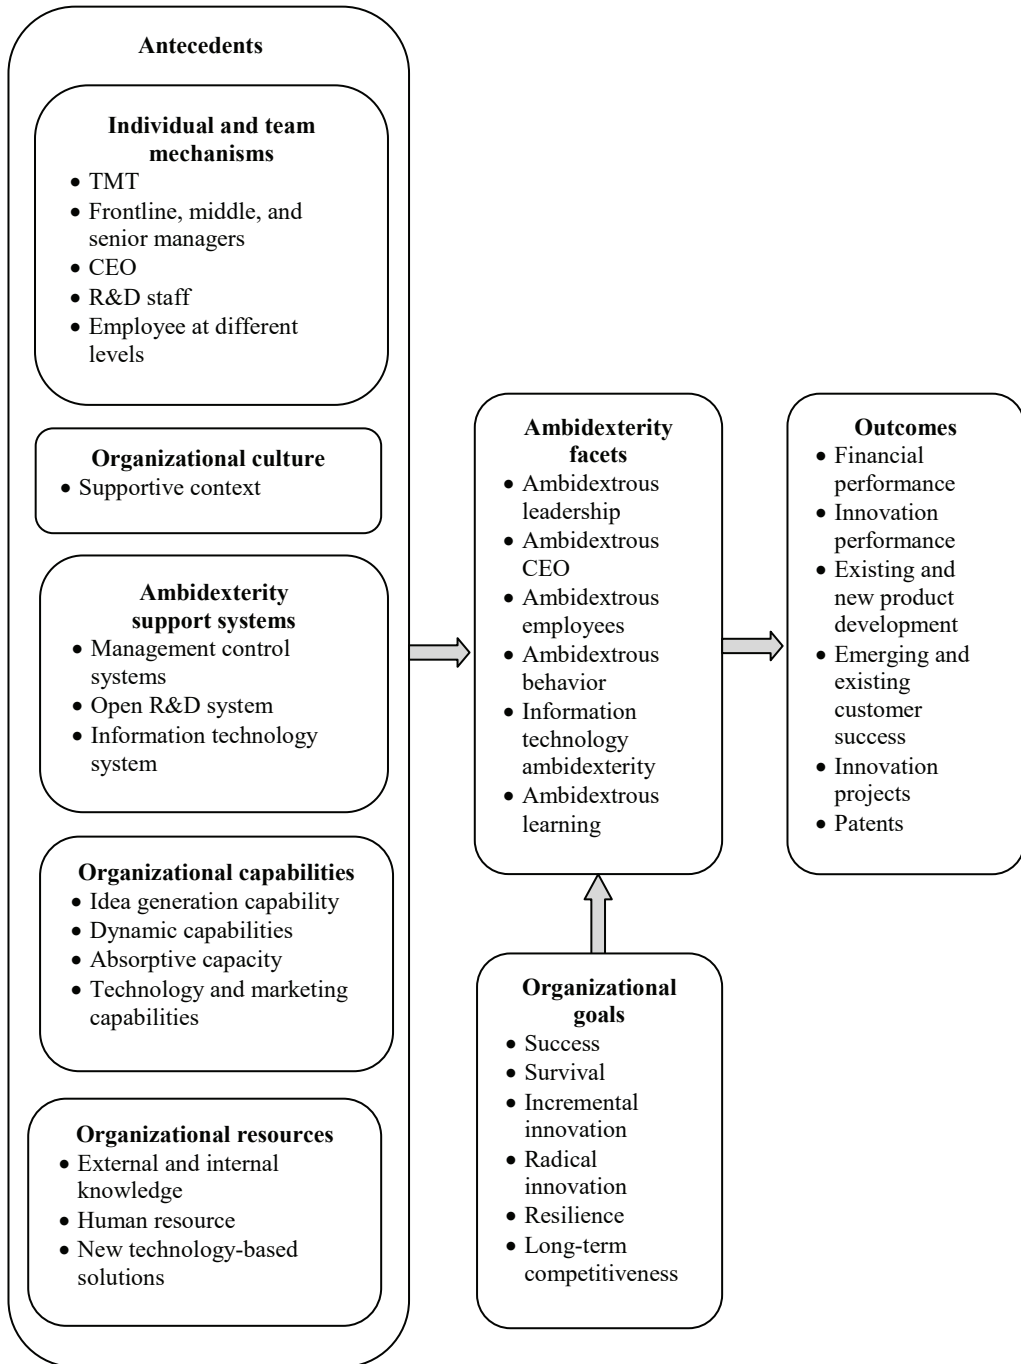 Antecedents
Individual and team
mechanisms
• TMT
• Frontline, middle, and
senior managers
• CEO
• R&D staff
• Employee at different
levels
Organizational culture
• Supportive context
Ambidexterity
support systems
• Management control
systems
• Open R&D system
• Information technology
system
Organizational capabilities
• Idea generation capability
• Dynamic capabilities
• Absorptive capacity
• Technology and marketing
capabilities
Organizational resources
• External and internal
knowledge
• Human resource
• New technology-based
solutions
Ambidexterity
facets
• Ambidextrous
leadership
• Ambidextrous
CEO
• Ambidextrous
employees
• Ambidextrous
behavior
• Information
technology
ambidexterity
• Ambidextrous
learning
Organizational
goals
• Success
• Survival
• Incremental
innovation
• Radical
innovation
• Resilience
• Long-term
competitiveness
Outcomes
• Financial
performance
• Innovation
performance
• Existing and
new product
development
• Emerging and
existing
customer
success
• Innovation
projects
• Patents